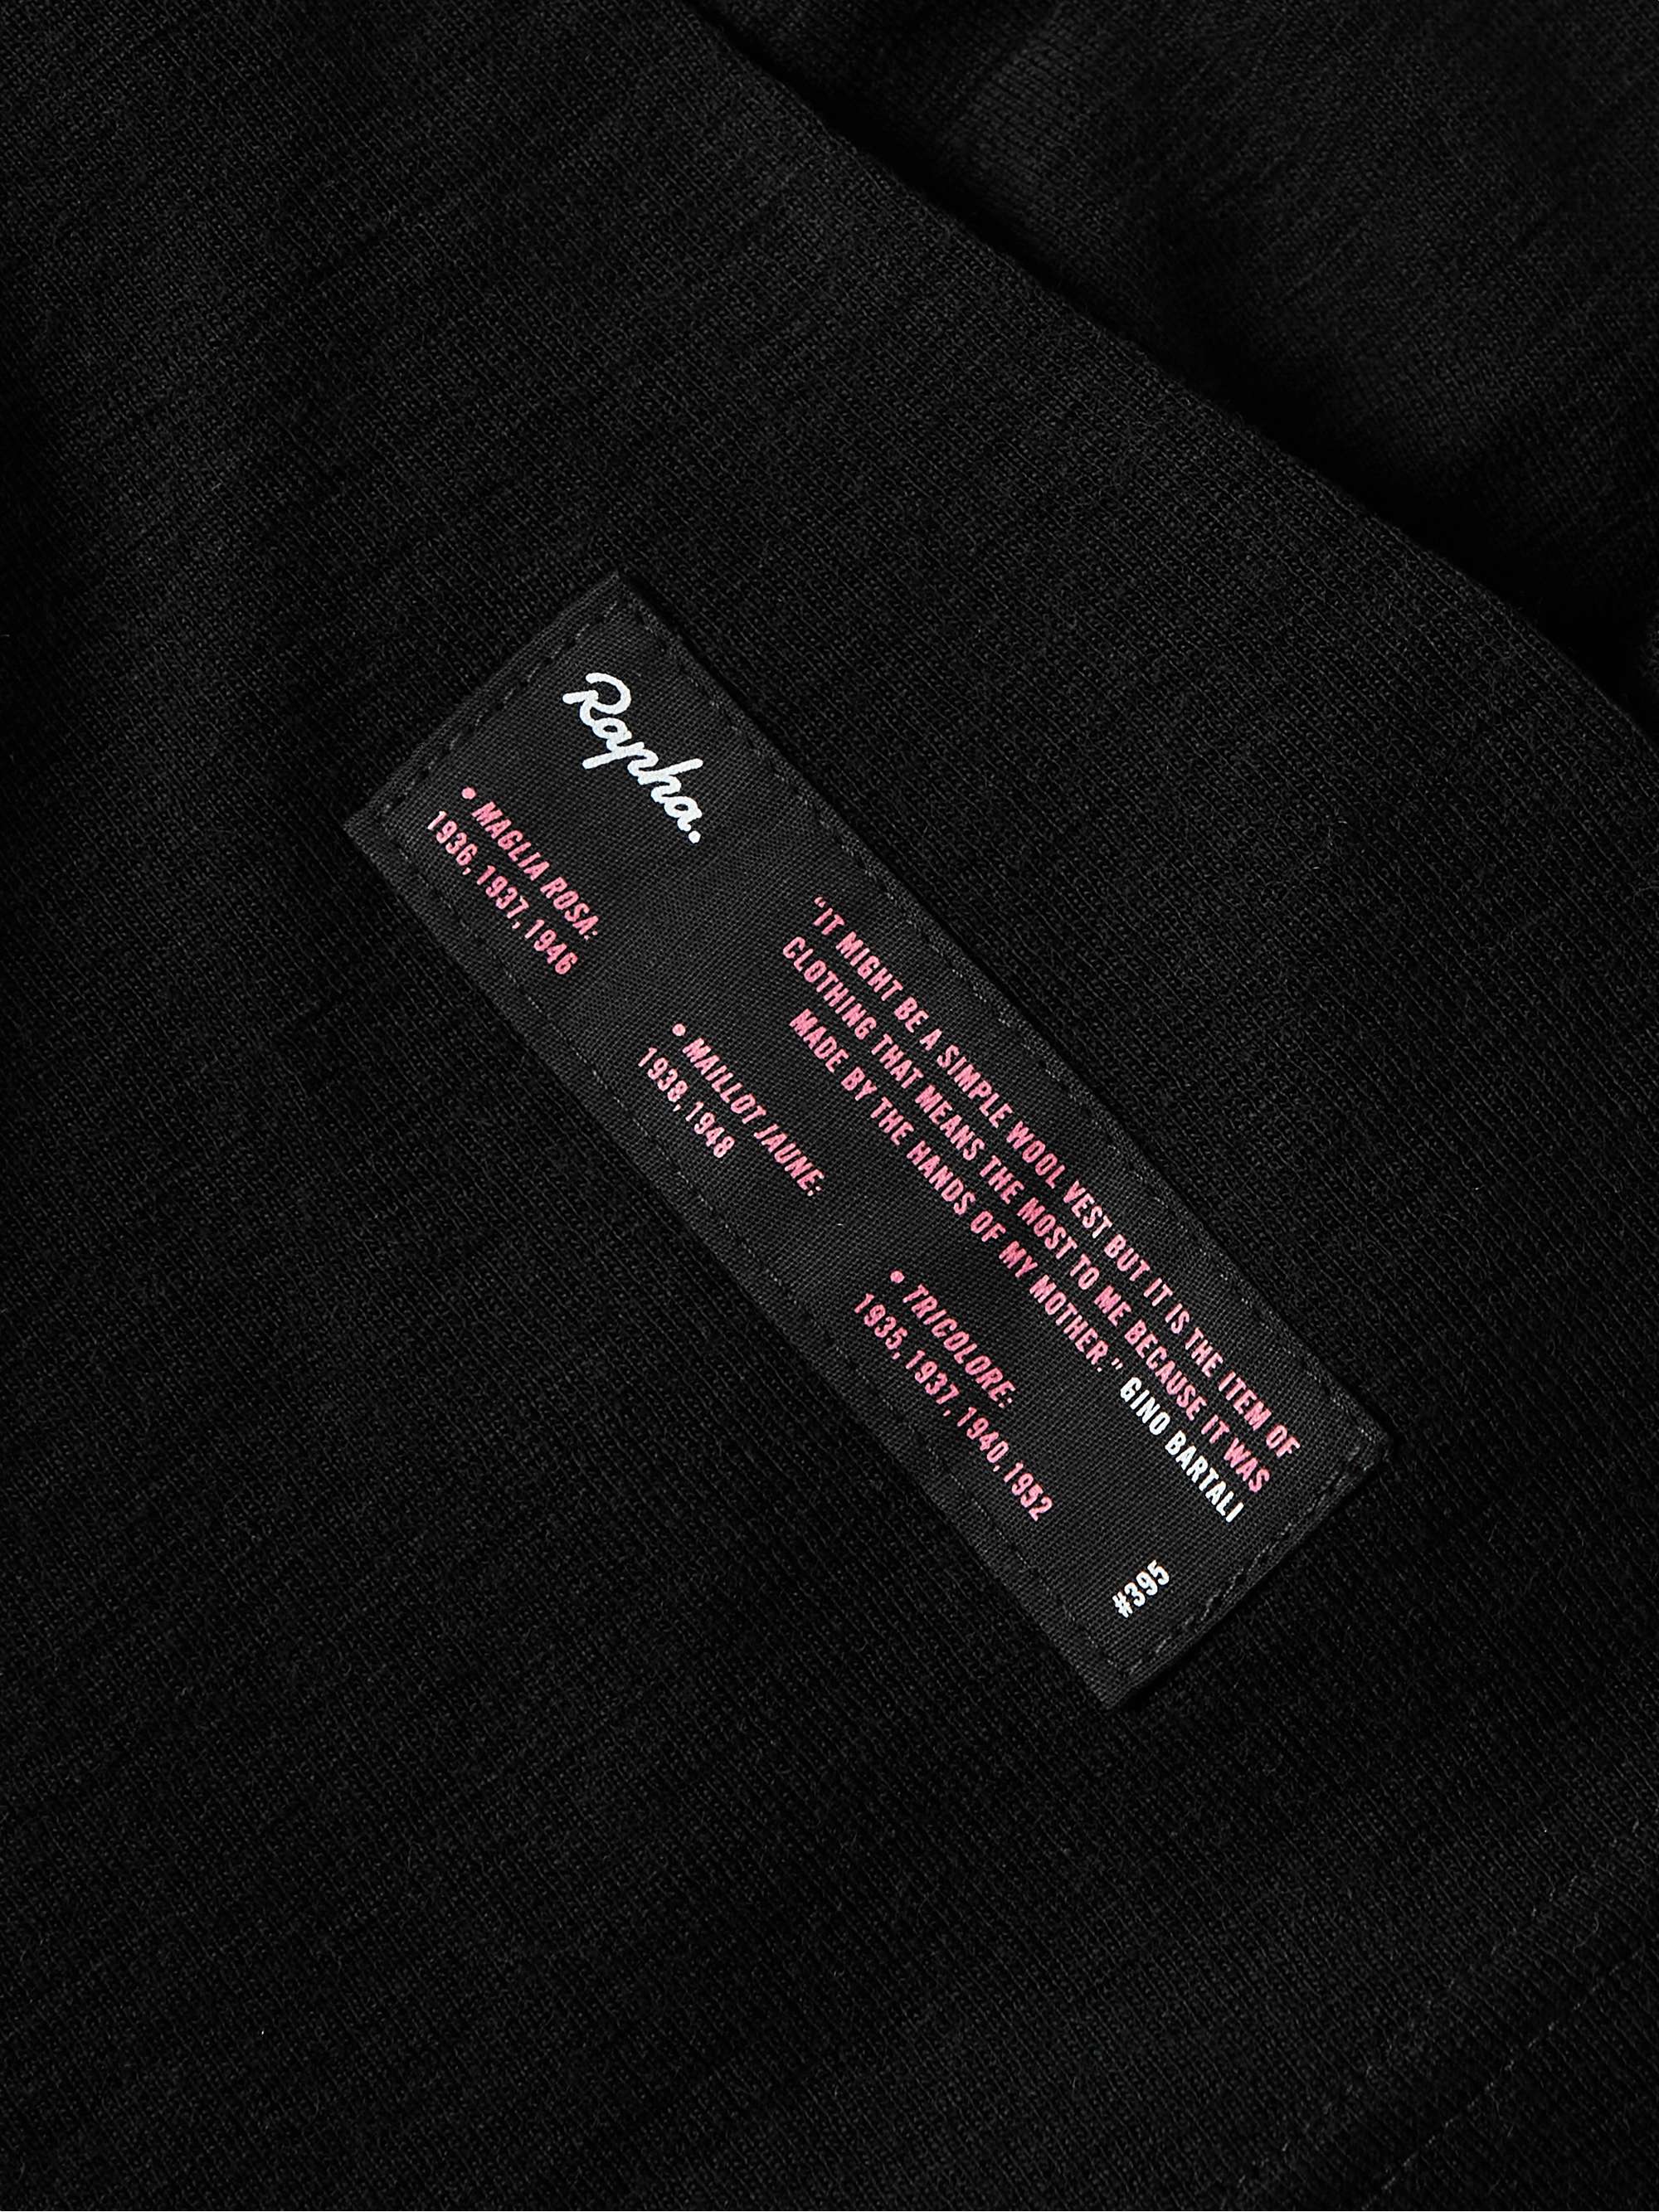 Rapha.
"IT MIGHT BE A SIMPLE WOOL VEST BUT IT IS THE ITEM OF
CLOTHING THAT MEANS THE MOST TO ME BECAUSE IT WAS
MADE BY THE HANDS OF MY MOTHER." GINO BARTALI
• MAGLIA ROSA:
1936, 1937, 1946
• MAILLOT JAUNE:
1938, 1948
• TRICOLORE:
1935, 1937, 1940, 1952
#395